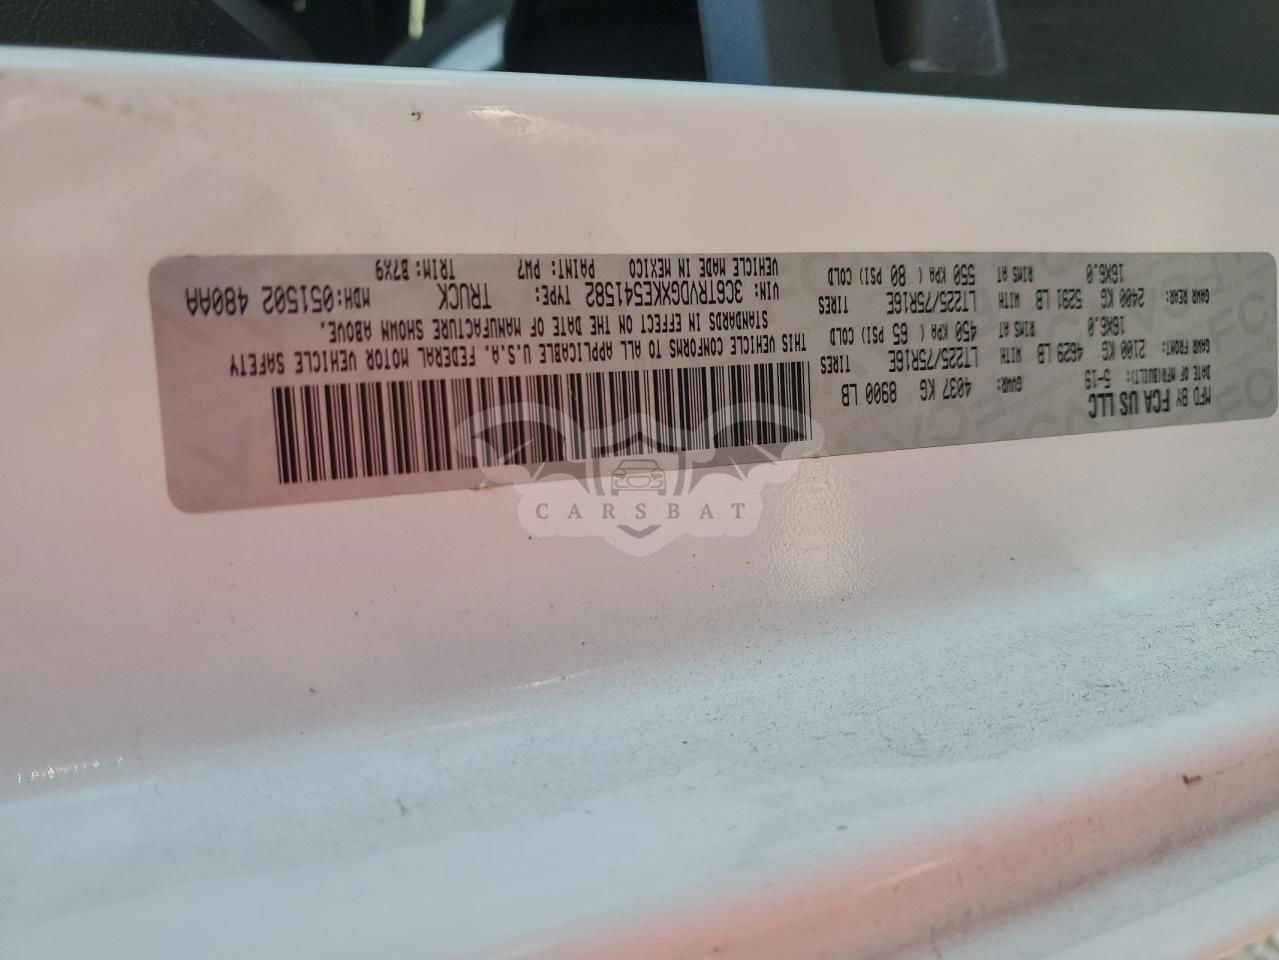 MFD BY FCA US LLC
DATE OF MFR(BUILT): 5-19
GVWR: 4037 KG 8900 LB
GAWR FRONT: 2100 KG 4629 LB WITH TIRES LT225/75R16E
16X6.0 RIMS AT 450 KPA ( 65 PSI) COLD
GAWR REAR: 2400 KG 5291 LB WITH TIRES LT225/75R16E
16X6.0 RIMS AT 550 KPA ( 80 PSI) COLD
THIS VEHICLE CONFORMS TO ALL APPLICABLE U.S.A. FEDERAL MOTOR VEHICLE SAFETY
STANDARDS IN EFFECT ON THE DATE OF MANUFACTURE SHOWN ABOVE.
VIN: 3C6TRVDGXKE541582 TYPE: TRUCK MDH:051502 480AA
VEHICLE MADE IN MEXICO PAINT: PW7 TRIM: B7X9
CARSBAT